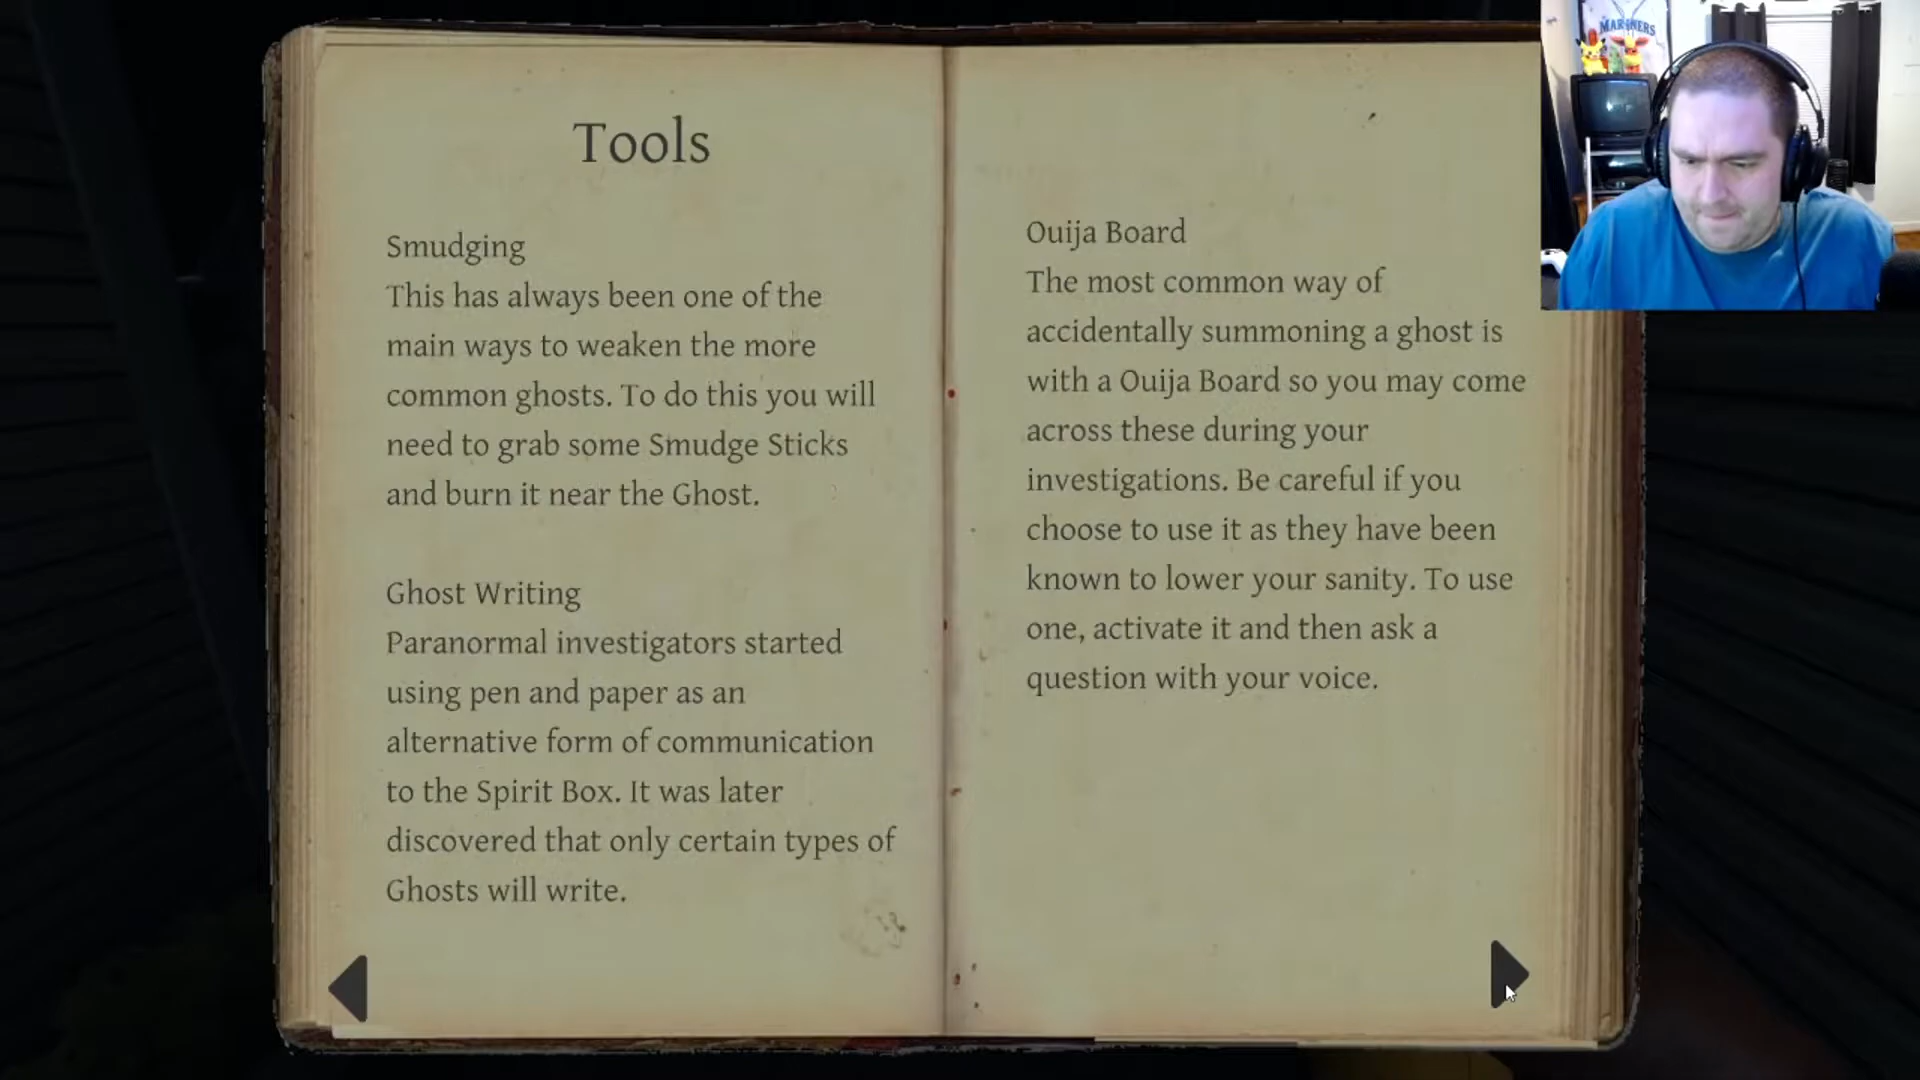 Tools
Smudging
This has always been one of the
main ways to weaken the more
common ghosts. To do this you will
need to grab some Smudge Sticks
and burn it near the Ghost.
Ghost Writing
Paranormal investigators started
using pen and paper as an
alternative form of communication
to the Spirit Box. It was later
discovered that only certain types of
Ghosts will write.
Ouija Board
The most common way of
accidentally summoning a ghost is
with a Ouija Board so you may come
across these during your
investigations. Be careful if you
choose to use it as they have been
known to lower your sanity. To use
one, activate it and then ask a
question with your voice.
MARINERS